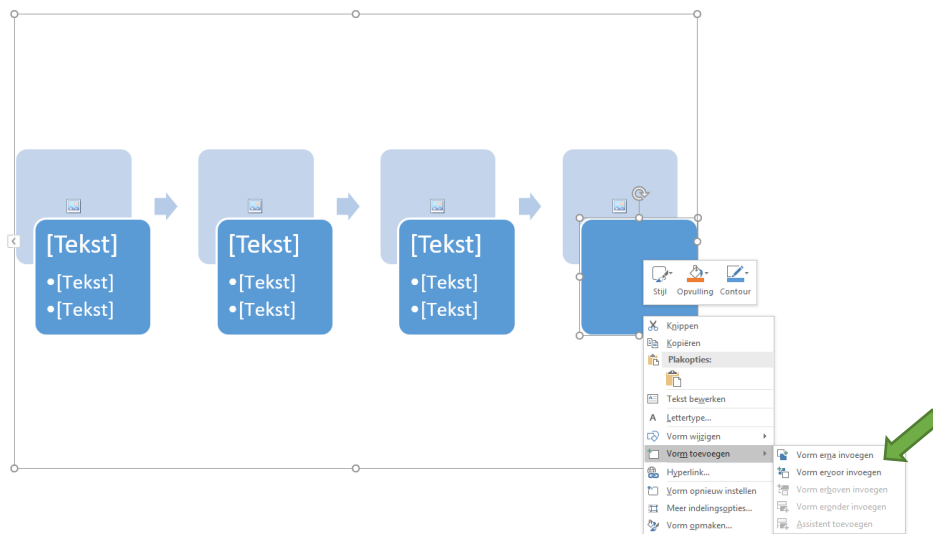 [Tekst]
•[Tekst]
•[Tekst]
[Tekst]
•[Tekst]
•[Tekst]
[Tekst]
•[Tekst]
•[Tekst]
Stijl Opvulling Contour
Knippen
Kopiëren
Plakopties:
Tekst bewerken
Lettertype...
Vorm wijzigen
Vorm toevoegen
Hyperlink...
Vorm opnieuw instellen
Meer indelingsopties...
Vorm opmaken...
Vorm erna invoegen
Vorm ervoor invoegen
Vorm erboven invoegen
Vorm eronder invoegen
Assistent toevoegen